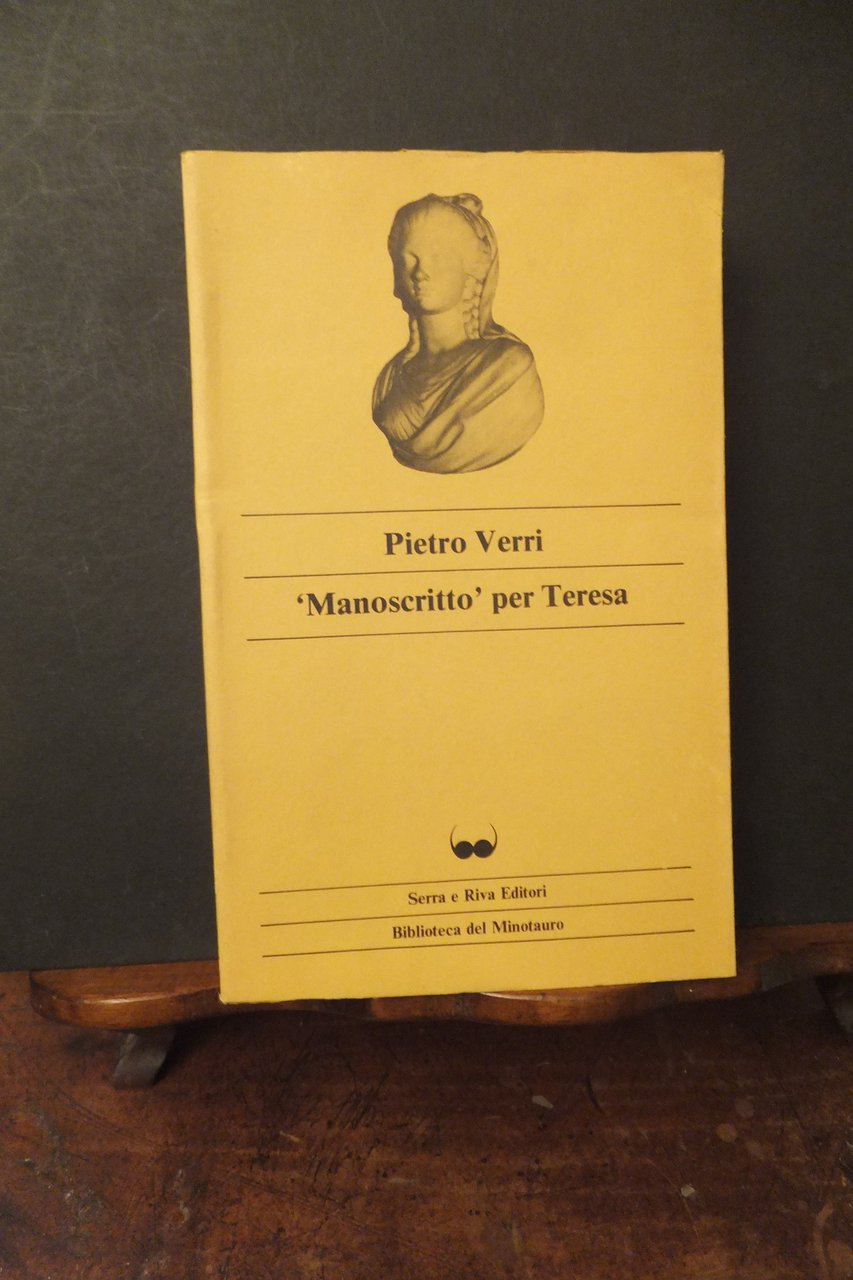 Pietro Verri
‘Manoscritto’ per Teresa
Serra e Riva Editori
Biblioteca del Minotauro